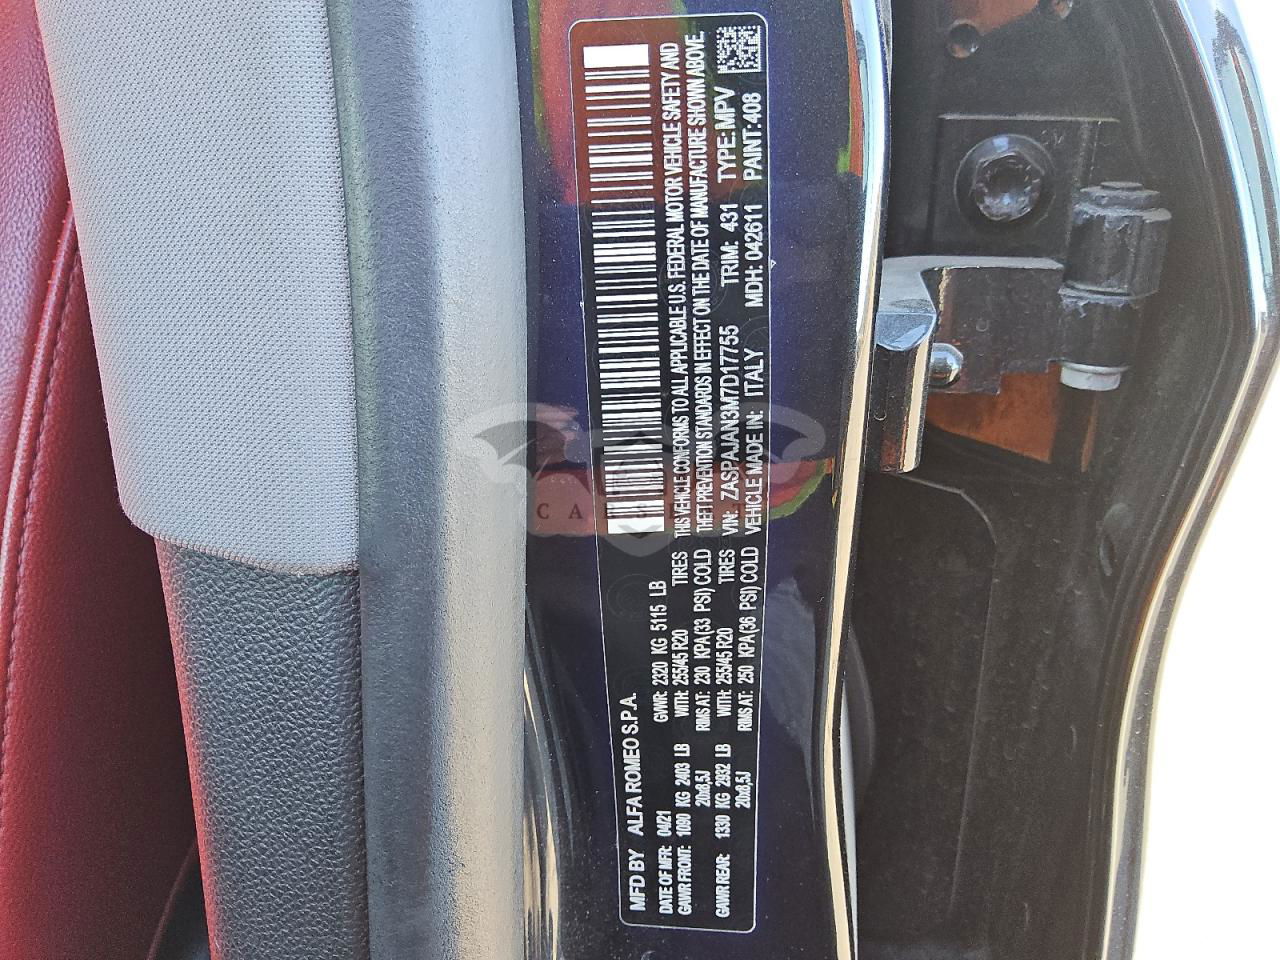 MFD BY ALFA ROMEO S.P.A.
DATE OF MFR: 04/21 GVWR: 2320 KG 5115 LB
GAWR FRONT: 1090 KG 2403 LB WITH: 255/45 R20 TIRES
20x8,5J RIMS AT: 230 KPA(33 PSI) COLD
GAWR REAR: 1330 KG 2932 LB WITH: 255/45 R20 TIRES
20x8,5J RIMS AT: 250 KPA(36 PSI) COLD
THIS VEHICLE CONFORMS TO ALL APPLICABLE U.S. FEDERAL MOTOR VEHICLE SAFETY AND
THEFT PREVENTION STANDARDS IN EFFECT ON THE DATE OF MANUFACTURE SHOWN ABOVE.
VIN: ZASPAJAN3M7D17755 TRIM: 431 TYPE: MPV
VEHICLE MADE IN: ITALY MDH: 042611 PAINT: 408